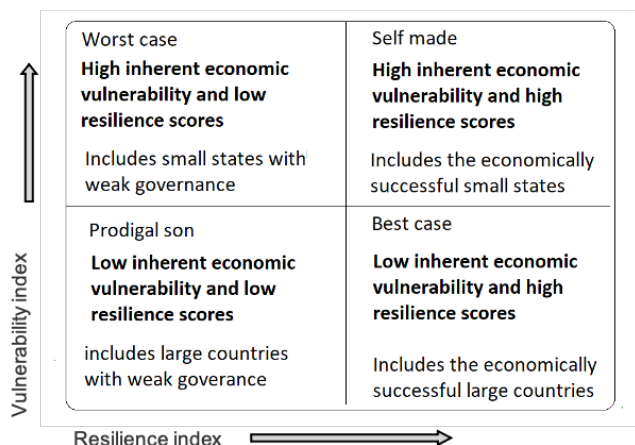 Worst case
High inherent economic
vulnerability and low
resilience scores
Includes small states with
weak governance
Self made
High inherent economic
vulnerability and high
resilience scores
Includes the economically
successful small states
Prodigal son
Low inherent economic
vulnerability and low
resilience scores
includes large countries
with weak goverance
Best case
Low inherent economic
vulnerability and high
resilience scores
Includes the economically
successful large countries
Vulnerability index
Resilience index